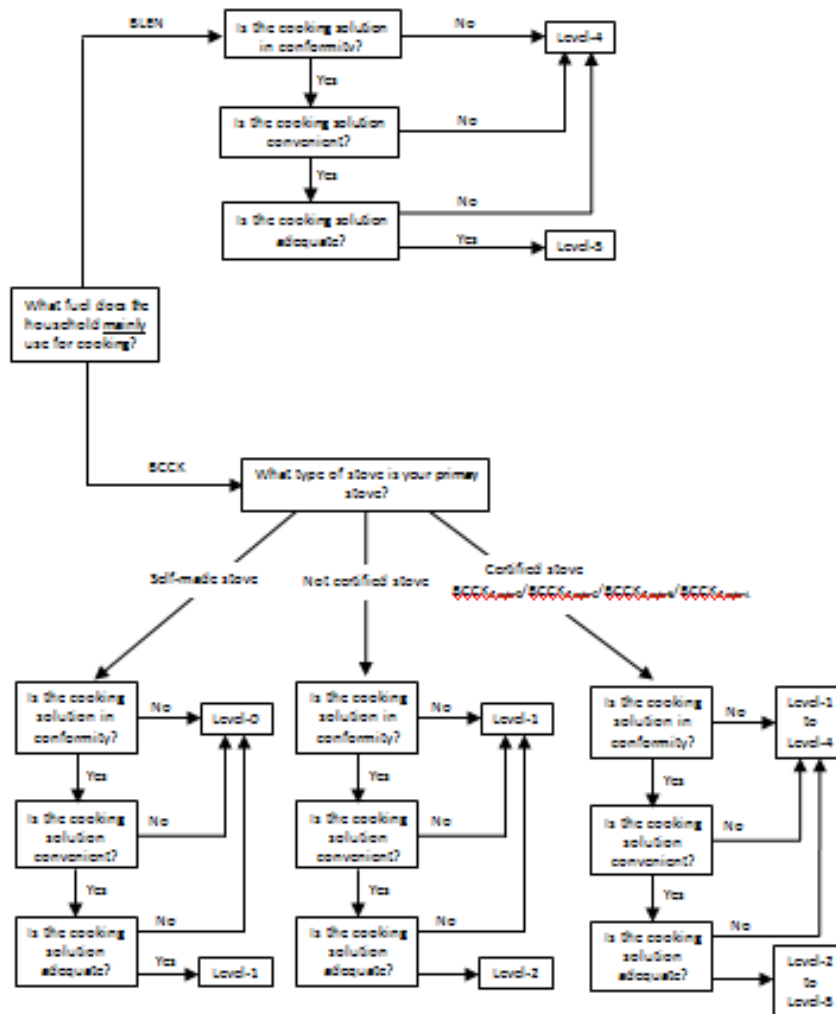 BLEN
Is the cooking solution
in conformity?
No
Level-4
Yes
Is the cooking solution
convenient?
No
Yes
Is the cooking solution
adequate?
No
Yes
Level-5
What fuel does the
household mainly
use for cooking?
BCCK
What type of stove is your primary
stove?
Self-made stove
Not certified stove
Certified stove
Is the cooking
solution in
conformity?
No
Level-0
Yes
Is the cooking
solution
convenient?
No
Yes
Is the cooking
solution
adequate?
No
Yes
Level-1
Is the cooking
solution in
conformity?
No
Level-1
Yes
Is the cooking
solution
convenient?
No
Yes
Is the cooking
solution
adequate?
No
Level-2
Is the cooking
solution in
conformity?
No
Level-1
to
Level-4
Yes
Is the cooking
solution
convenient?
No
Yes
Is the cooking
solution
adequate?
No
Level-2
to
Level-5